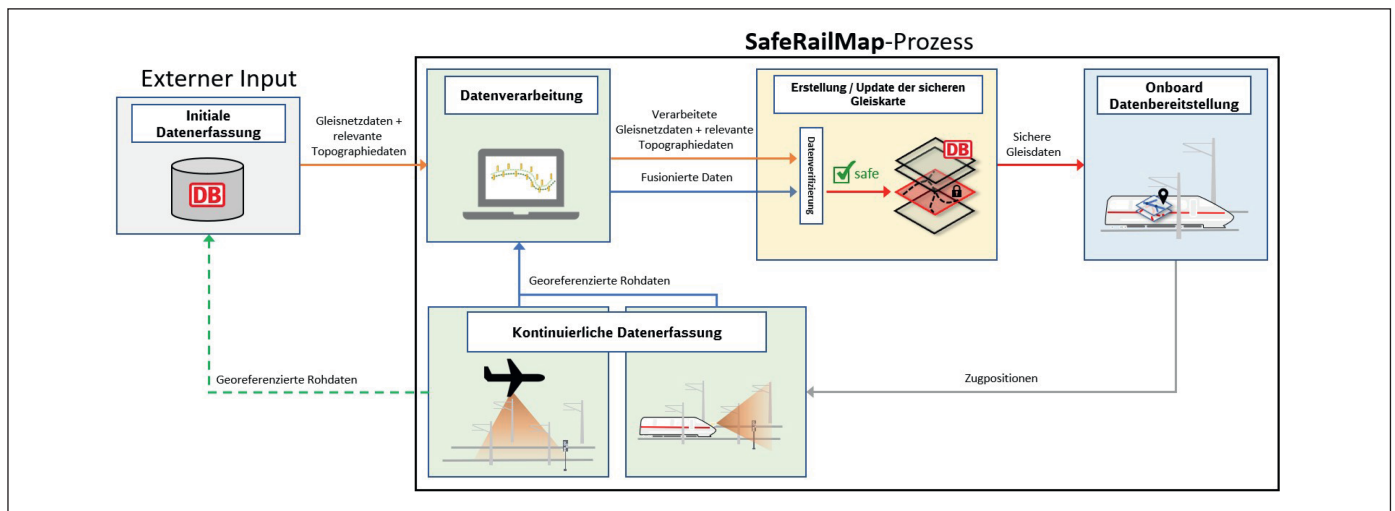 SafeRailMap-Prozess
Externer Input
Initiale
Datenerfassung
DB
Gleisnetzdaten +
relevante
Topographiedaten
Datenverarbeitung
Verarbeitete
Gleisnetzdaten + relevante
Topographiedaten
Fusionierte Daten
Erstellung / Update der sicheren
Gleiskarte
Datenverifizierung
safe
DB
Sichere
Gleisdaten
Onboard
Datenbereitstellung
Georeferenzierte Rohdaten
Kontinuierliche Datenerfassung
Georeferenzierte Rohdaten
Zugpositionen